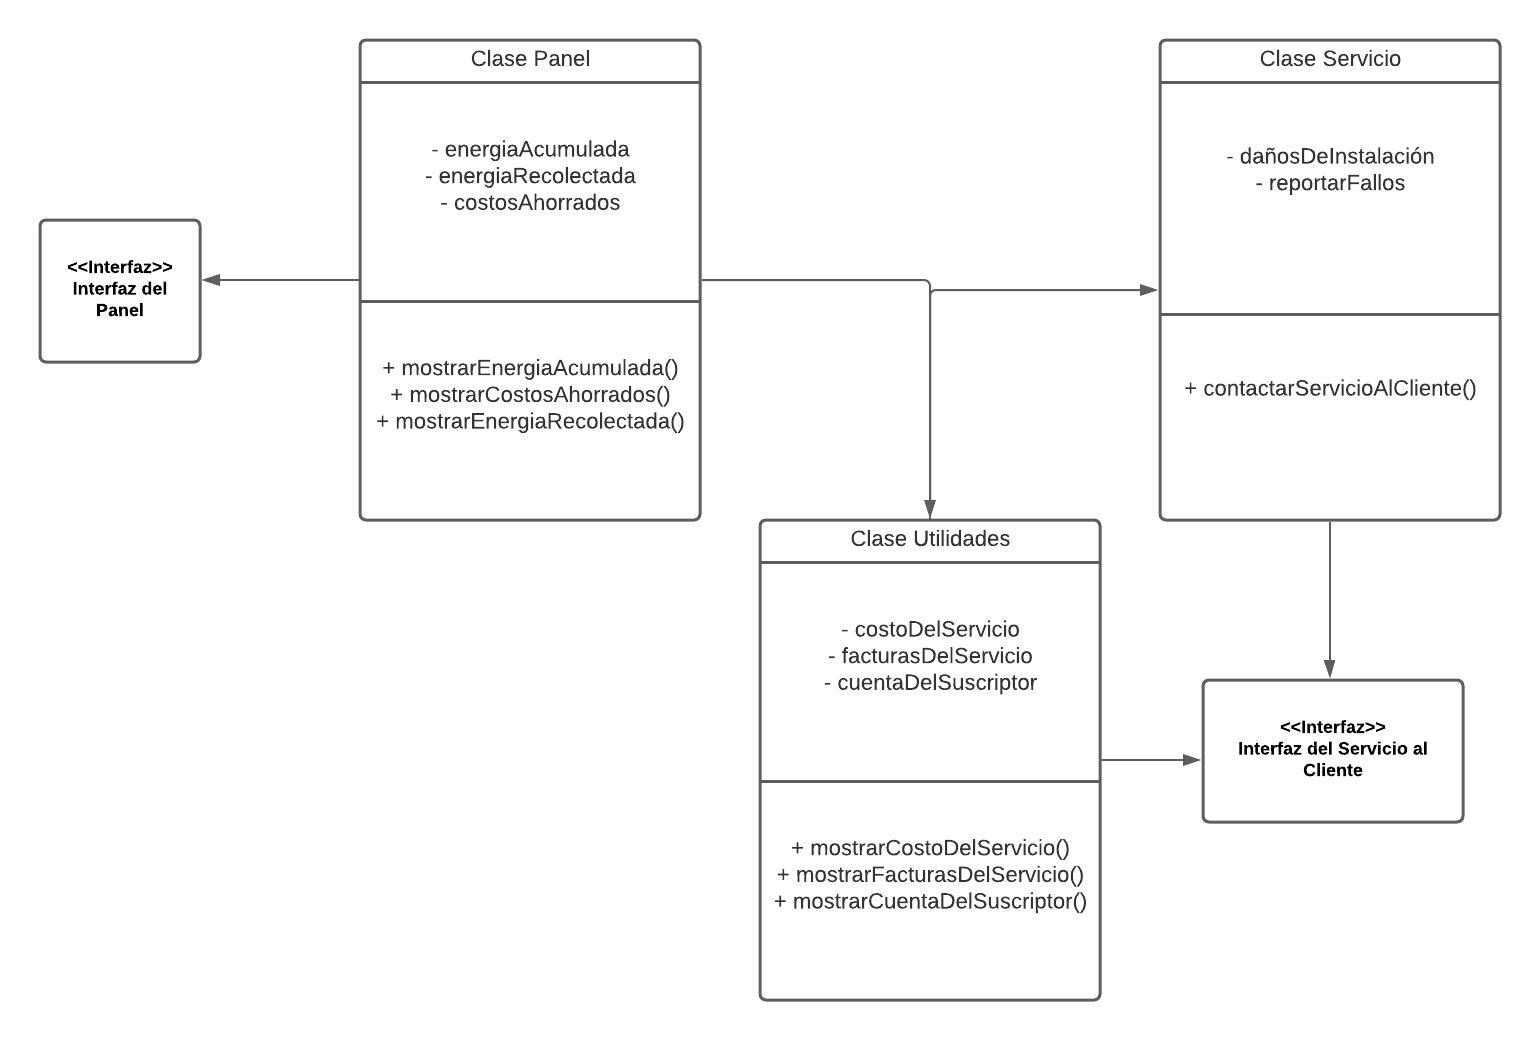 Clase Panel
- energiaAcumulada
- energiaRecolectada
- costosAhorrados
+ mostrarEnergiaAcumulada()
+ mostrarCostosAhorrados()
+ mostrarEnergiaRecolectada()
Clase Servicio
- dañosDeInstalación
- reportarFallos
+ contactarServicioAlCliente()
<<Interfaz>>
Interfaz del
Panel
Clase Utilidades
- costoDelServicio
- facturasDelServicio
- cuentaDelSuscriptor
+ mostrarCostoDelServicio()
+ mostrarFacturasDelServicio()
+ mostrarCuentaDelSuscriptor()
<<Interfaz>>
Interfaz del Servicio al
Cliente